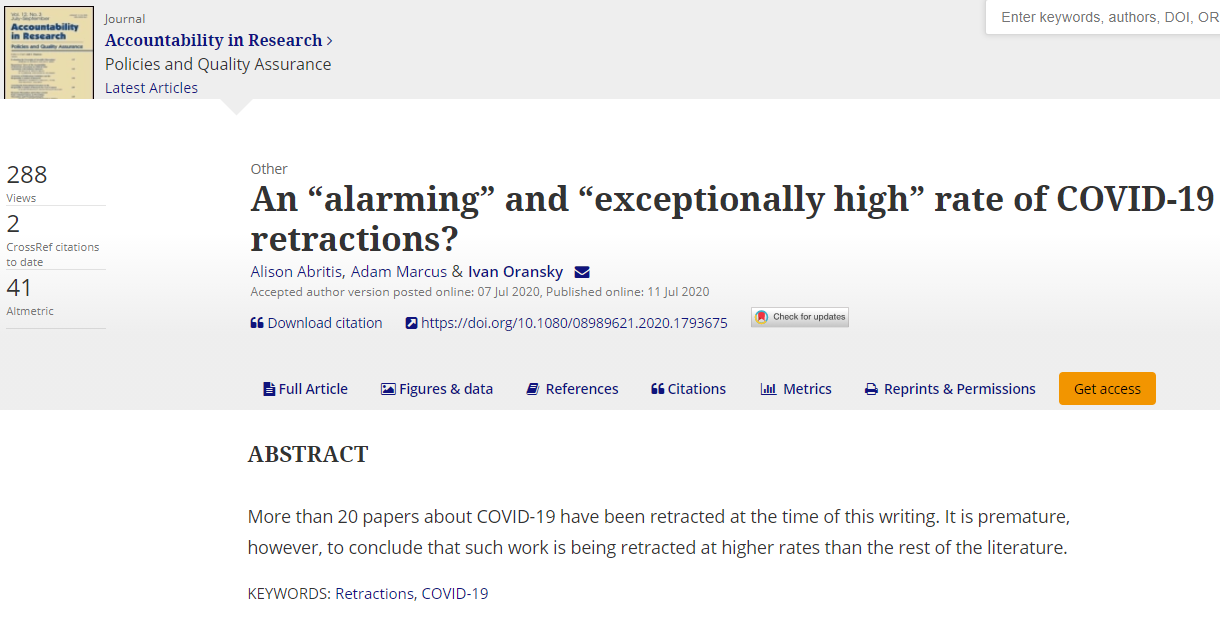 Vol. 12, No. 3
July-September
Accountability
in Research
Policies and Quality Assurance
Journal
Accountability in Research >
Policies and Quality Assurance
Latest Articles
Enter keywords, authors, DOI, OR
288
Views
2
CrossRef citations
to date
41
Altmetric
Other
An “alarming” and “exceptionally high” rate of COVID-19
retractions?
Alison Abritis, Adam Marcus & Ivan Oransky
Accepted author version posted online: 07 Jul 2020, Published online: 11 Jul 2020
Download citation https://doi.org/10.1080/08989621.2020.1793675 Check for updates
Full Article Figures & data References Citations Metrics Reprints & Permissions Get access
ABSTRACT
More than 20 papers about COVID-19 have been retracted at the time of this writing. It is premature,
however, to conclude that such work is being retracted at higher rates than the rest of the literature.
KEYWORDS: Retractions, COVID-19